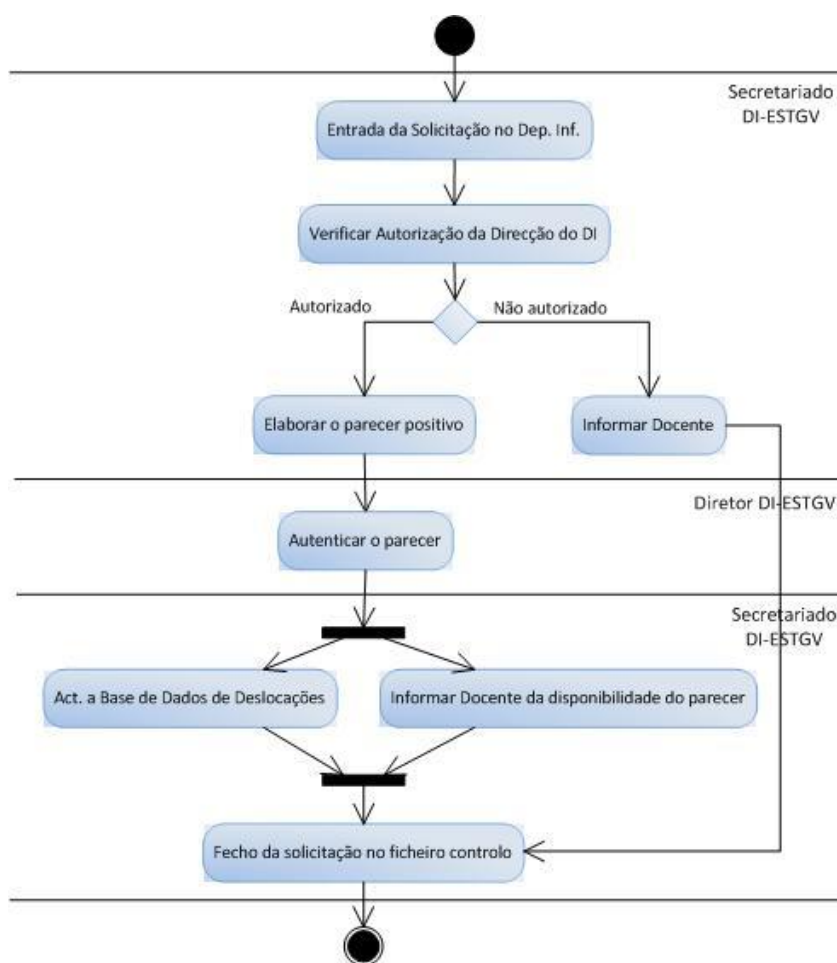 Secretariado
DI-ESTGV
Entrada da Solicitação no Dep. Inf.
Verificar Autorização da Direcção do DI
Autorizado
Não autorizado
Elaborar o parecer positivo
Informar Docente
Diretor DI-ESTGV
Autenticar o parecer
Secretariado
DI-ESTGV
Act. a Base de Dados de Deslocações
Informar Docente da disponibilidade do parecer
Fecho da solicitação no ficheiro controlo